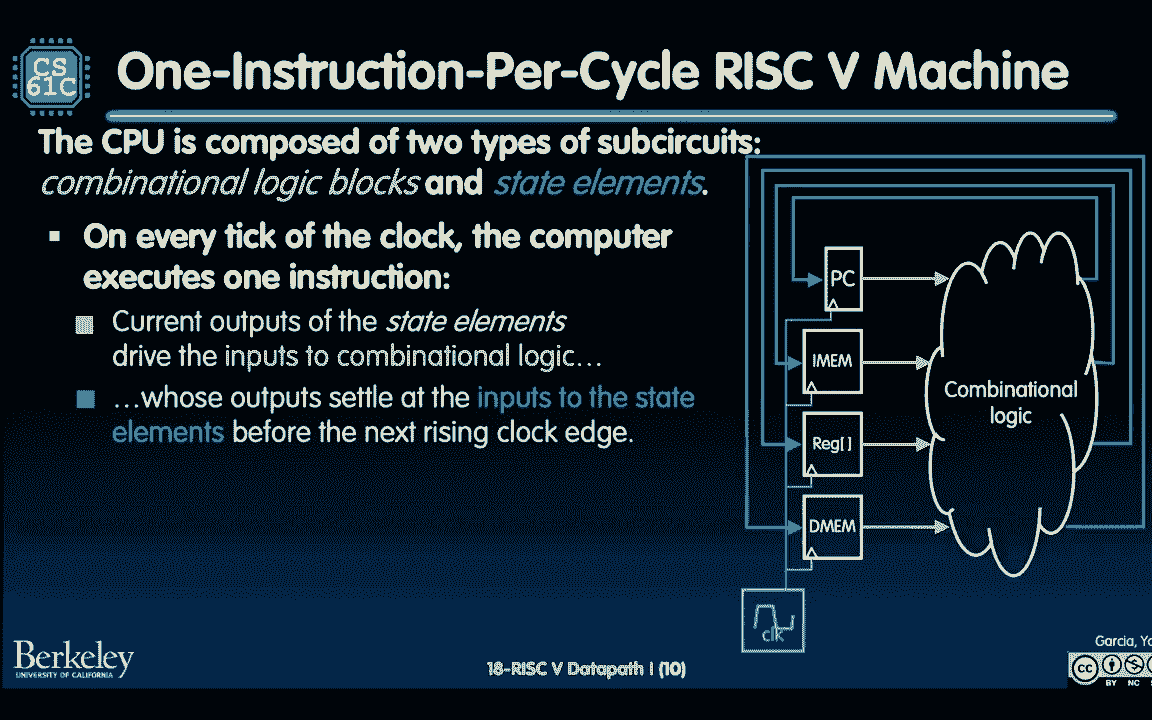 CS
61C
One-Instruction-Per-Cycle RISC V Machine
The CPU is composed of two types of subcircuits:
combinational logic blocks and state elements.
▪ On every tick of the clock, the computer
executes one instruction:
Current outputs of the state elements
drive the inputs to combinational logic…
…whose outputs settle at the inputs to the state
elements before the next rising clock edge.
PC
IMEM
Reg[ ]
DMEM
Combinational
logic
clk
Berkeley
UNIVERSITY OF CALIFORNIA
18-RISC V Datapath I (10)
Garcia,
cc
BY NC